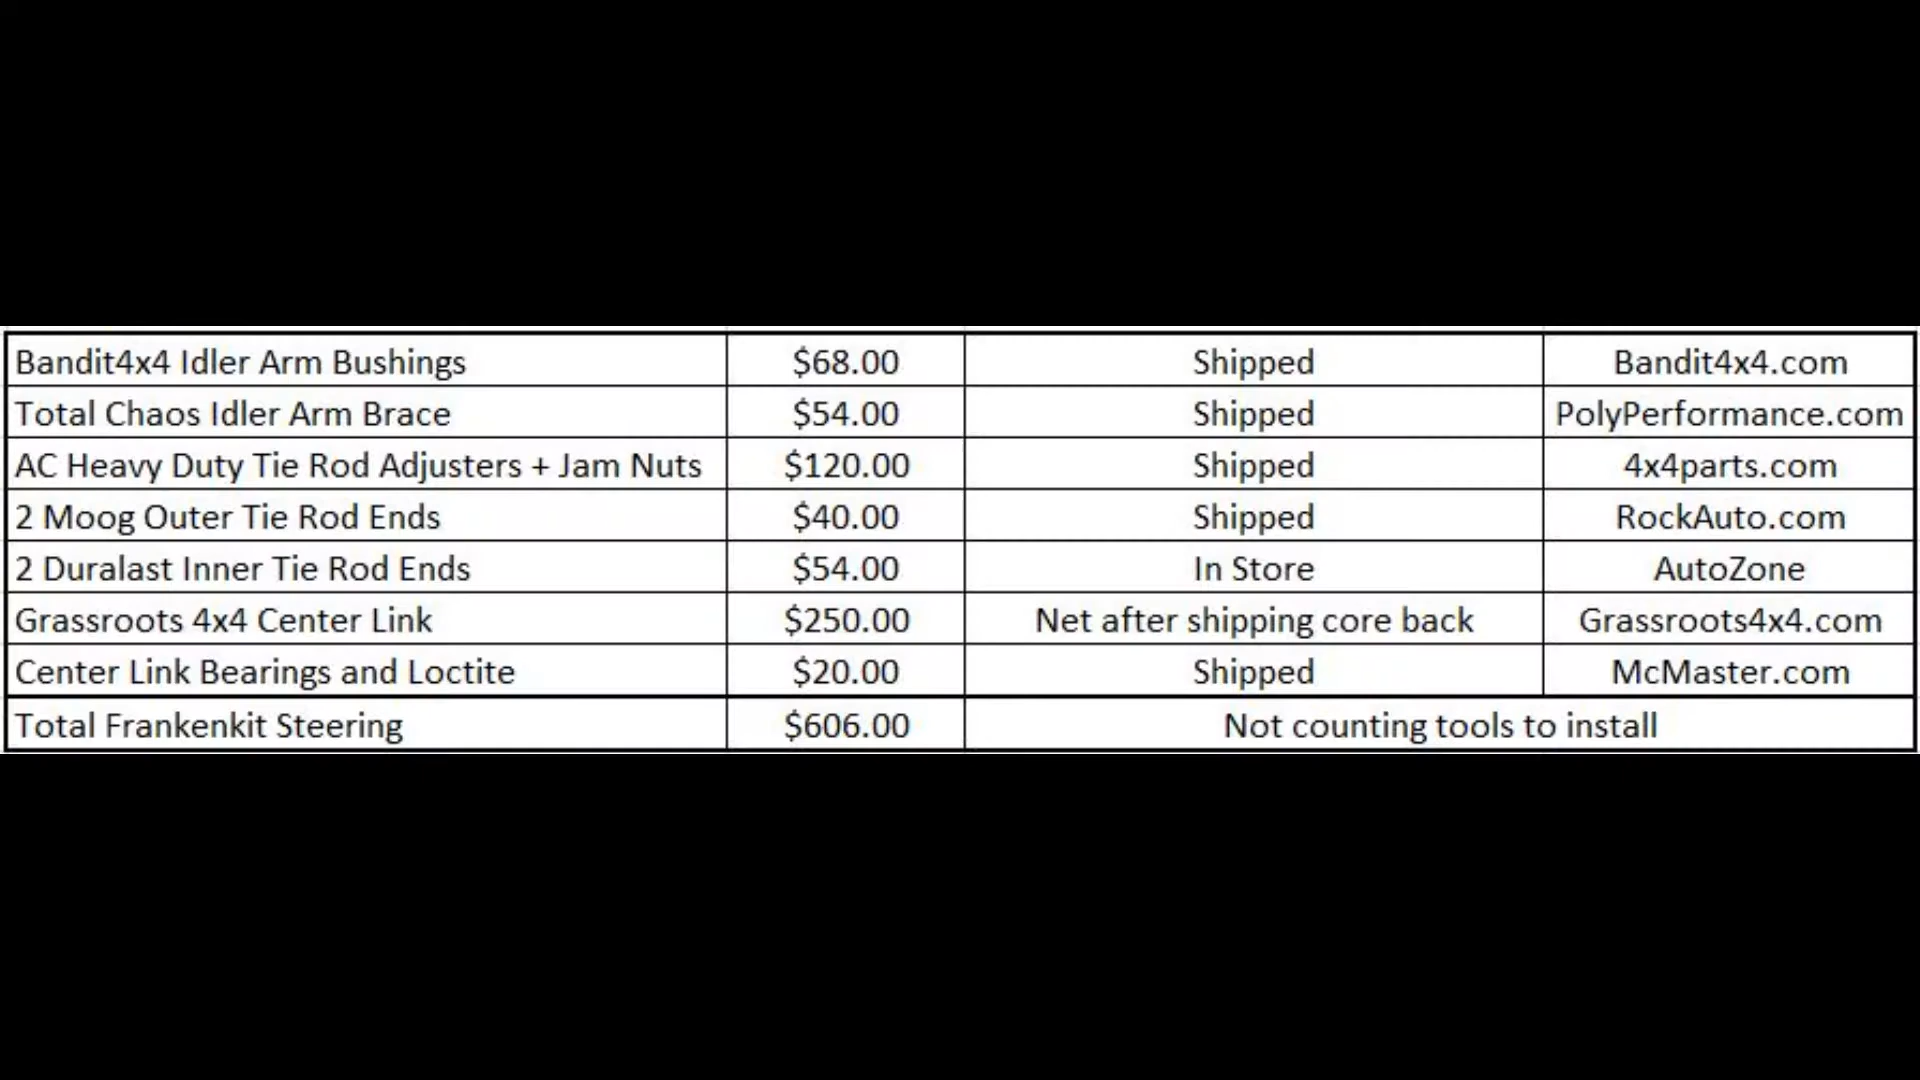 Bandit4x4 Idler Arm Bushings $68.00 Shipped Bandit4x4.com
Total Chaos Idler Arm Brace $54.00 Shipped PolyPerformance.com
AC Heavy Duty Tie Rod Adjusters + Jam Nuts $120.00 Shipped 4x4parts.com
2 Moog Outer Tie Rod Ends $40.00 Shipped RockAuto.com
2 Duralast Inner Tie Rod Ends $54.00 In Store AutoZone
Grassroots 4x4 Center Link $250.00 Net after shipping core back Grassroots4x4.com
Center Link Bearings and Loctite $20.00 Shipped McMaster.com
Total Frankenkit Steering $606.00 Not counting tools to install